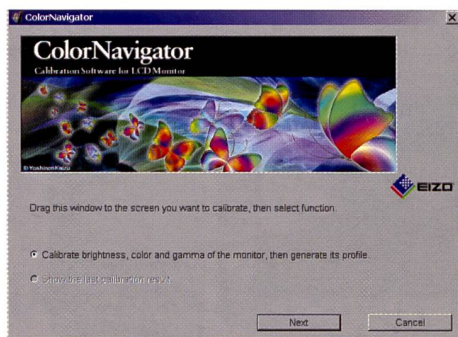 ColorNavigator
ColorNavigator
Calibration Software for LCD Monitor
EIZO
Drag this window to the screen you want to calibrate, then select function.
Calibrate brightness, color and gamma of the monitor, then generate its profile.
Show the last calibration result
Next
Cancel